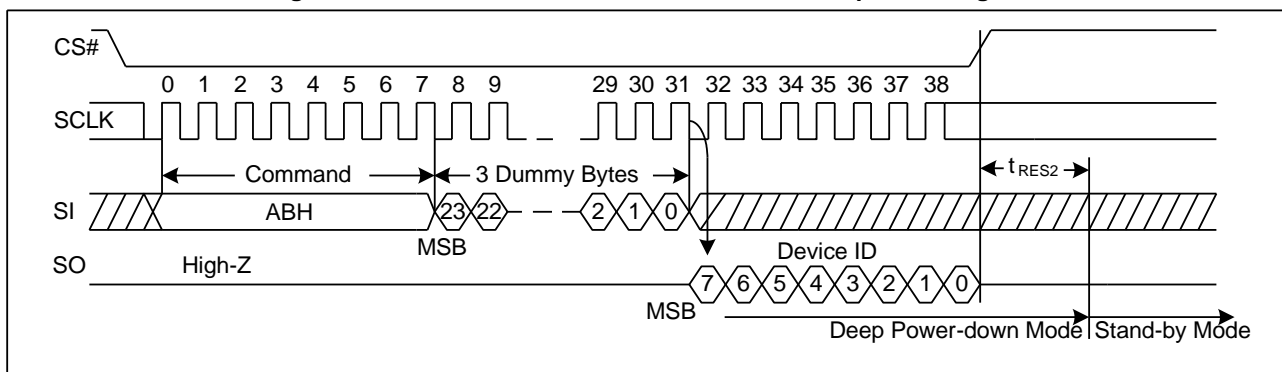 CS#
0 1 2 3 4 5 6 7 8 9 29 30 31 32 33 34 35 36 37 38
SCLK
Command 3 Dummy Bytes tRES2
SI ABH 23 22 2 1 0
MSB Device ID
SO High-Z
7 6 5 4 3 2 1 0
MSB
Deep Power-down Mode Stand-by Mode